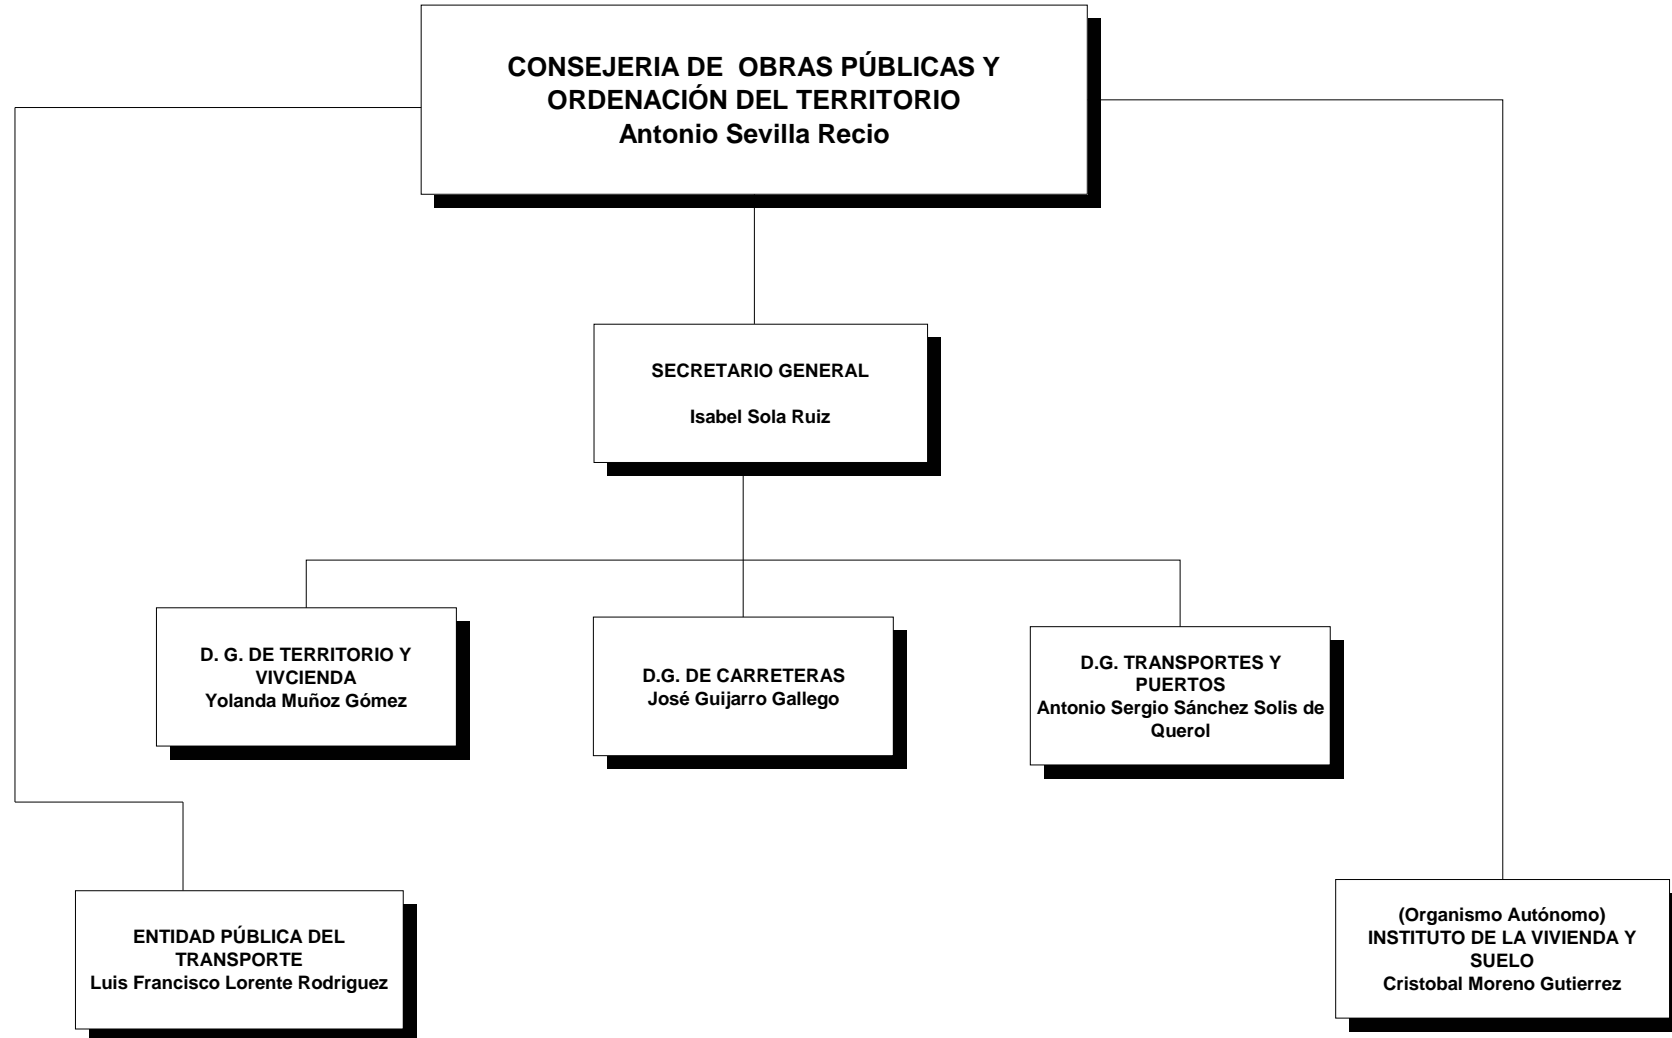 CONSEJERIA DE  OBRAS PÚBLICAS Y
ORDENACIÓN DEL TERRITORIO
Antonio Sevilla Recio
SECRETARIO GENERAL
Isabel Sola Ruiz
D. G. DE TERRITORIO Y
VIVCIENDA
Yolanda Muñoz Gómez
D.G. DE CARRETERAS
José Guijarro Gallego
D.G. TRANSPORTES Y
PUERTOS
Antonio Sergio Sánchez Solis de
Querol
ENTIDAD PÚBLICA DEL
TRANSPORTE
Luis Francisco Lorente Rodriguez
(Organismo Autónomo)
INSTITUTO DE LA VIVIENDA Y
SUELO
Cristobal Moreno Gutierrez